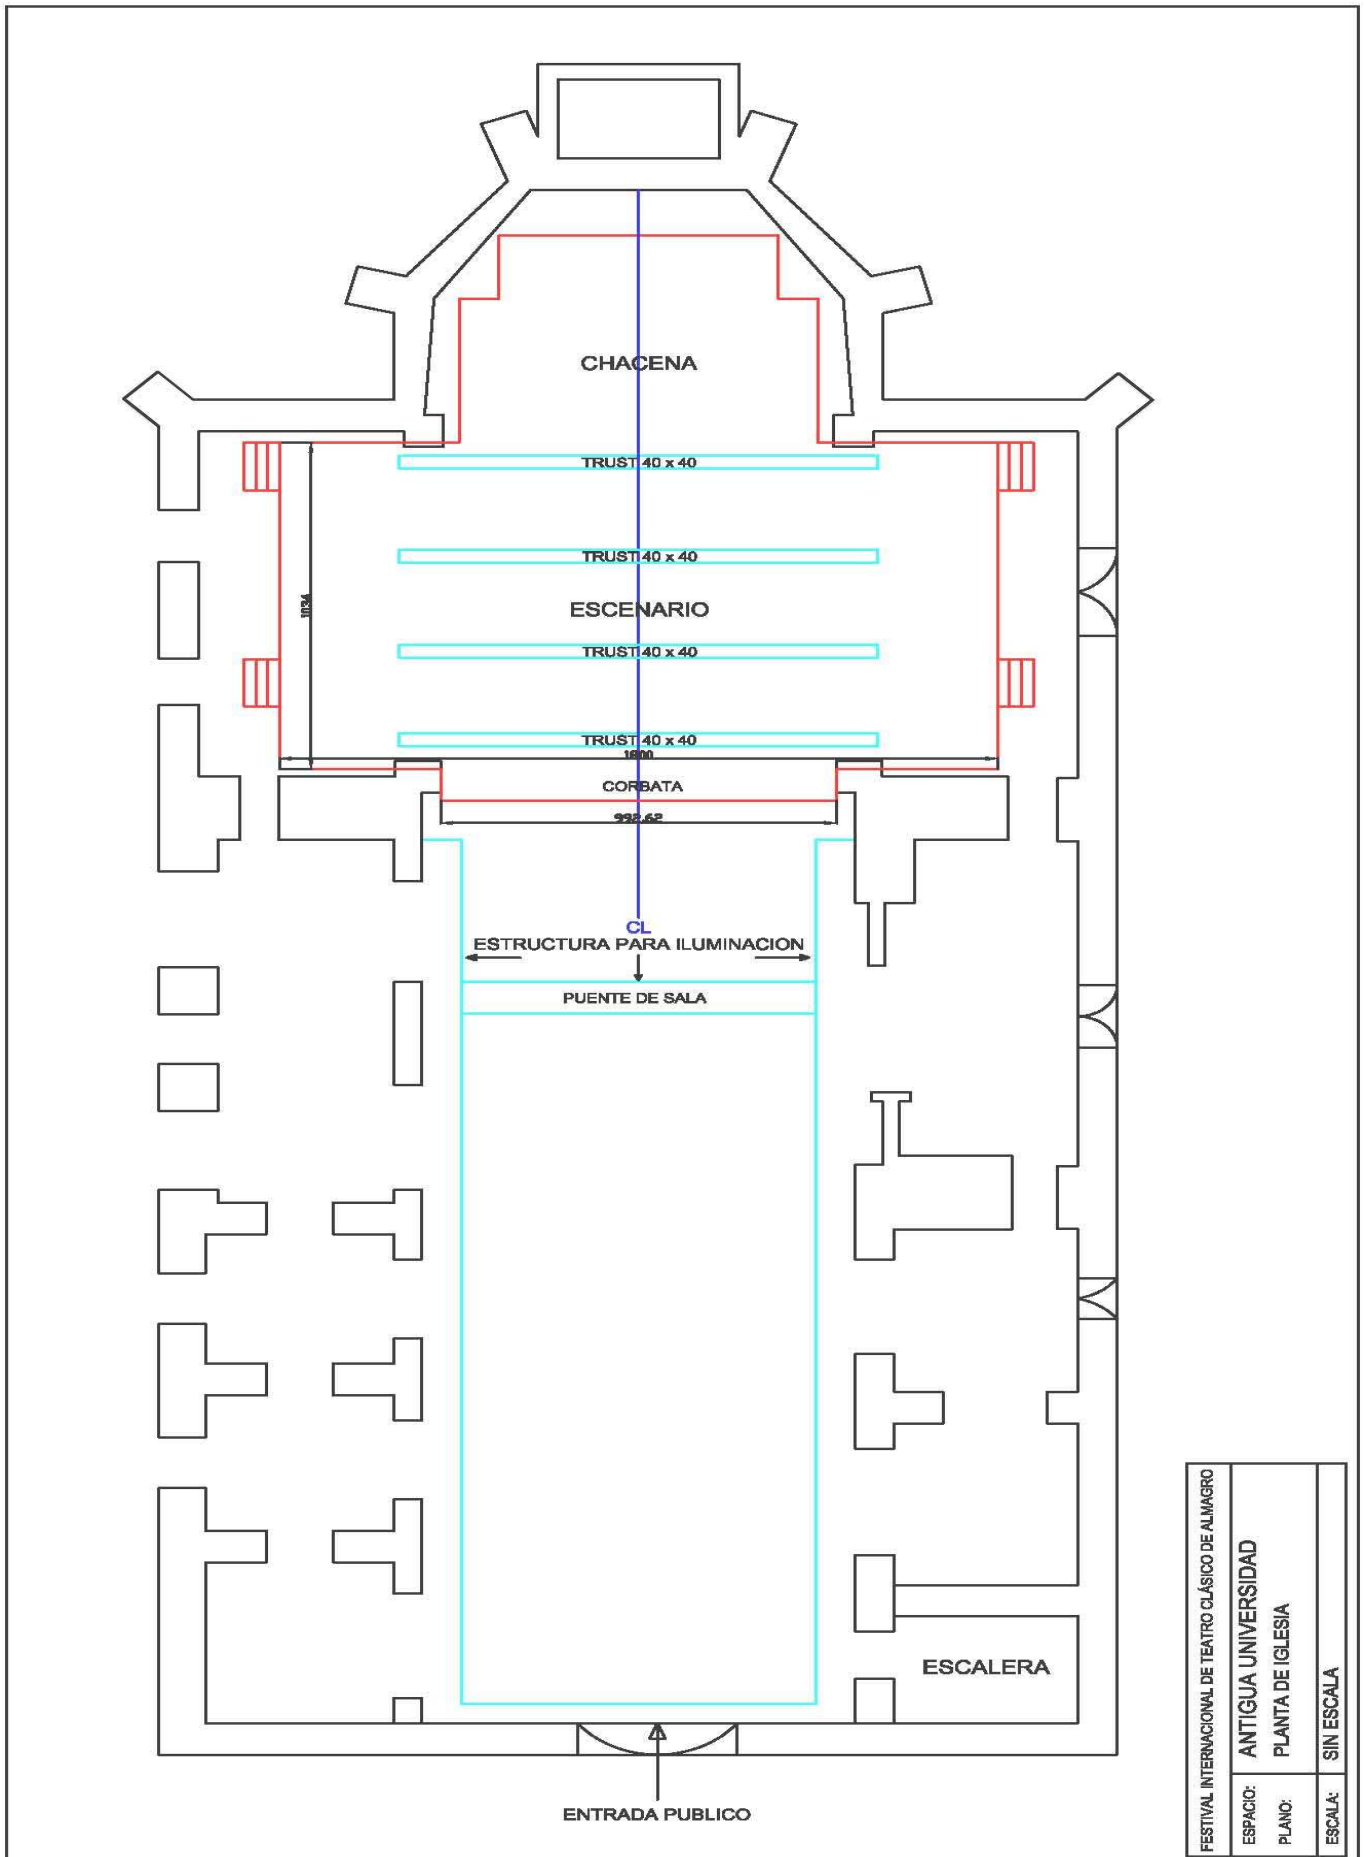 CHACENA
TRUST 40 x 40
TRUST 40 x 40
1034
ESCENARIO
TRUST 40 x 40
TRUST 40 x 40
1800
CORBATA
992.62
CL
ESTRUCTURA PARA ILUMINACION
PUENTE DE SALA
ESCALERA
ENTRADA PUBLICO
FESTIVAL INTERNACIONAL DE TEATRO CLÁSICO DE ALMAGRO
ESPACIO: ANTIGUA UNIVERSIDAD
PLANO: PLANTA DE IGLESIA
ESCALA: SIN ESCALA